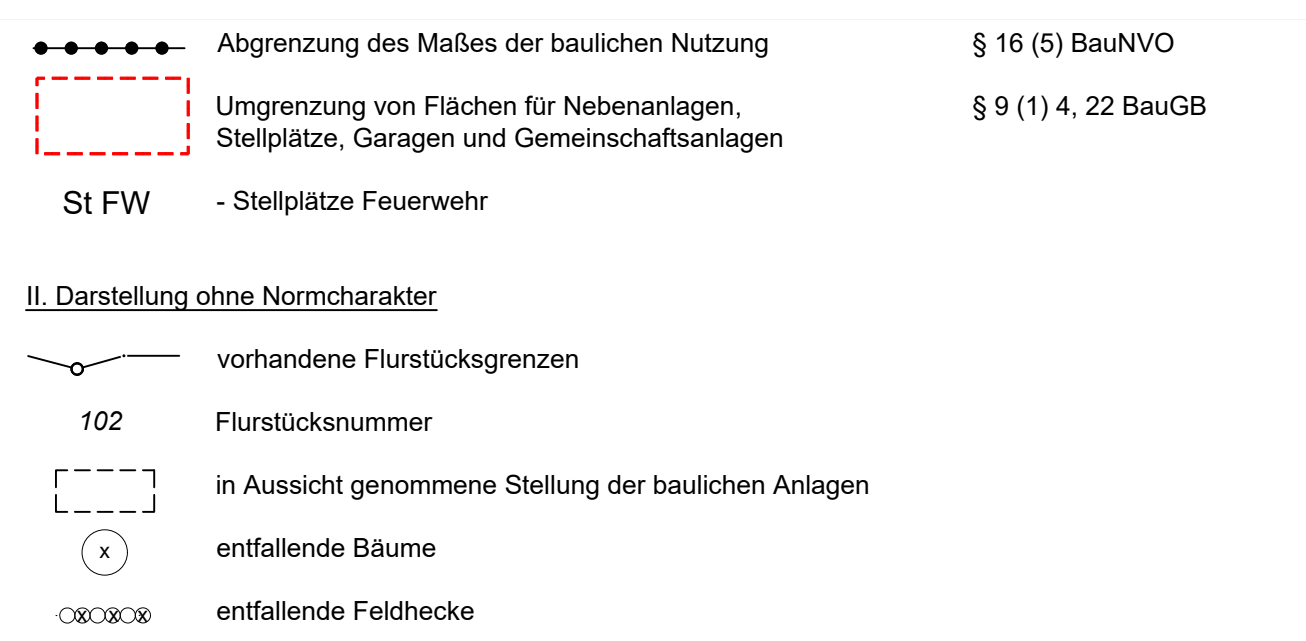 Abgrenzung des Maßes der baulichen Nutzung § 16 (5) BauNVO
Umgrenzung von Flächen für Nebenanlagen, § 9 (1) 4, 22 BauGB
Stellplätze, Garagen und Gemeinschaftsanlagen
St FW - Stellplätze Feuerwehr
II. Darstellung ohne Normcharakter
vorhandene Flurstücksgrenzen
102 Flurstücksnummer
in Aussicht genommene Stellung der baulichen Anlagen
x entfallende Bäume
x x x entfallende Feldhecke